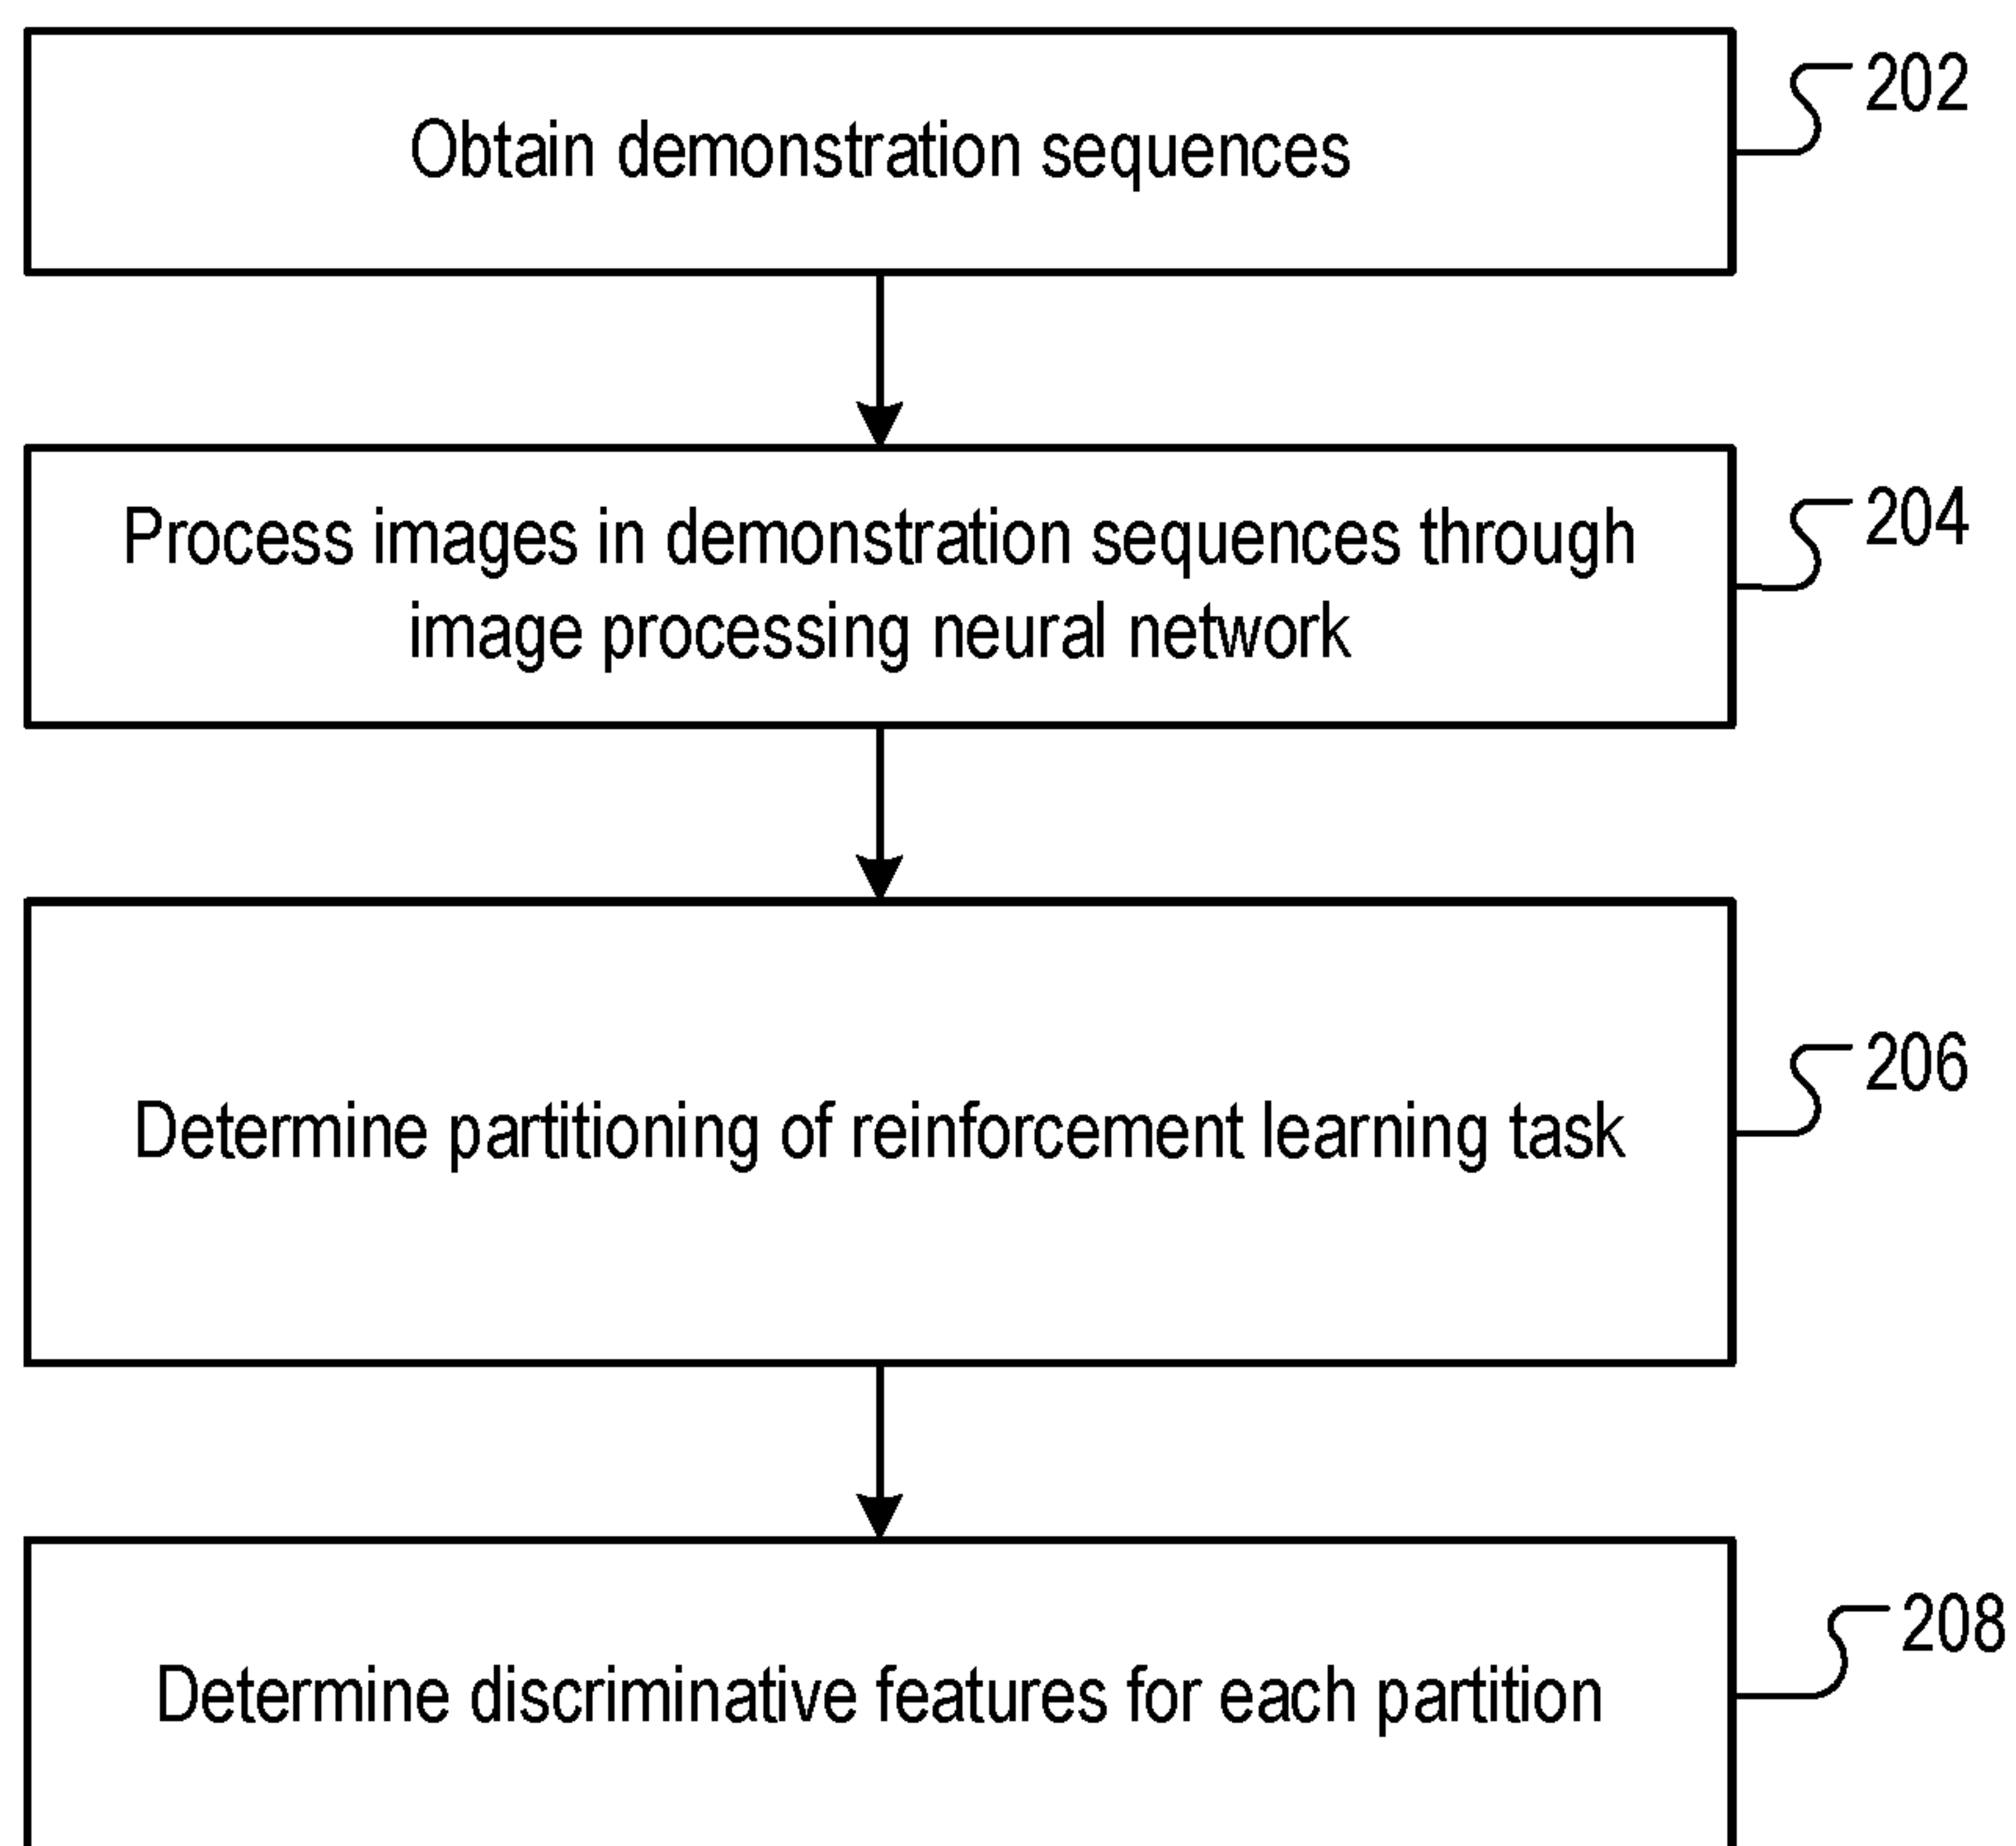 Obtain demonstration sequences
202
Process images in demonstration sequences through
image processing neural network
204
Determine partitioning of reinforcement learning task
206
Determine discriminative features for each partition
208